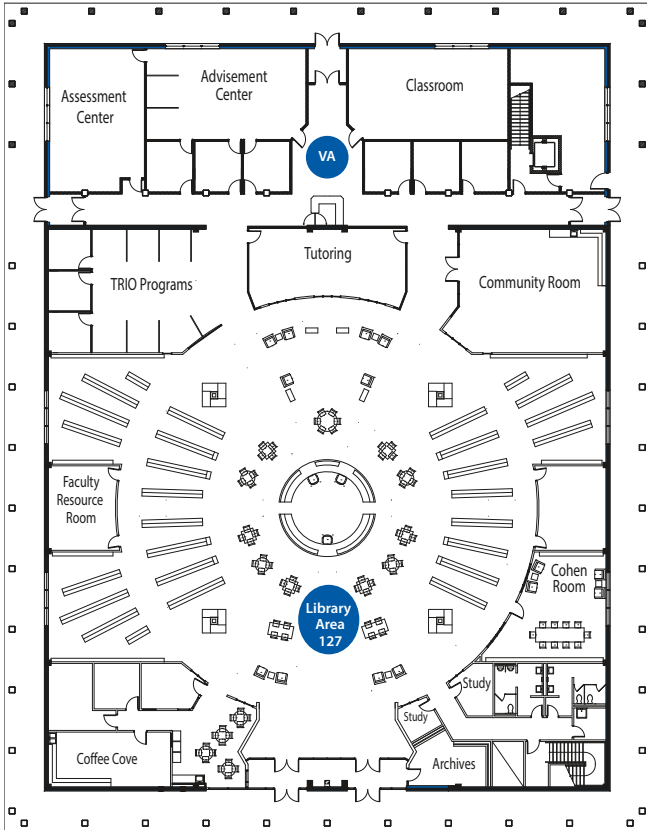 Assessment
Center
Advisement
Center
Classroom
VA
TRIO Programs
Tutoring
Community Room
Faculty
Resource
Room
Cohen
Room
Library
Area
127
Study
Study
Coffee Cove
Archives